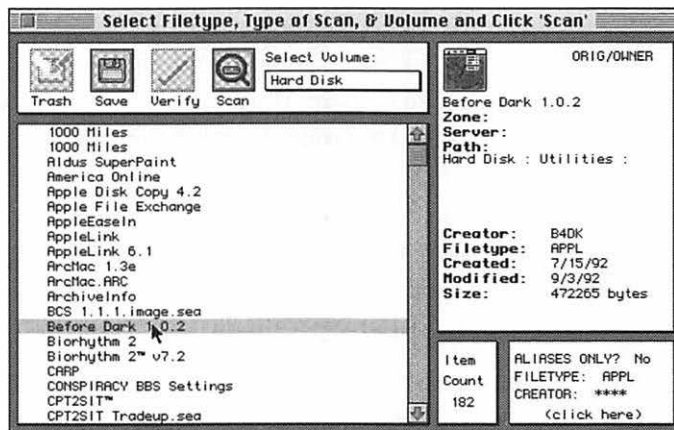 Select Filetype, Type of Scan, & Volume and Click 'Scan'
Trash Save Verify Scan
Select Volume:
Hard Disk
1000 Miles
1000 Miles
Aldus SuperPaint
America Online
Apple Disk Copy 4.2
Apple File Exchange
AppleEaseIn
AppleLink
AppleLink 6.1
ArcMac 1.3e
ArcMac.ARC
ArchiveInfo
BCS 1.1.1.image.sea
Before Dark 1.0.2
Biorhythm 2
Biorhythm 2™ v7.2
CARP
CONSPIRACY BBS Settings
CPT2SIT™
CPT2SIT Tradeup.sea
ORIG/OWNER
Before Dark 1.0.2
Zone:
Server:
Path:
Hard Disk : Utilities :
Creator: B4DK
Filetype: APPL
Created: 7/15/92
Modified: 9/3/92
Size: 472265 bytes
Item
Count
182
ALIASES ONLY? No
FILETYPE: APPL
CREATOR: ****
(click here)